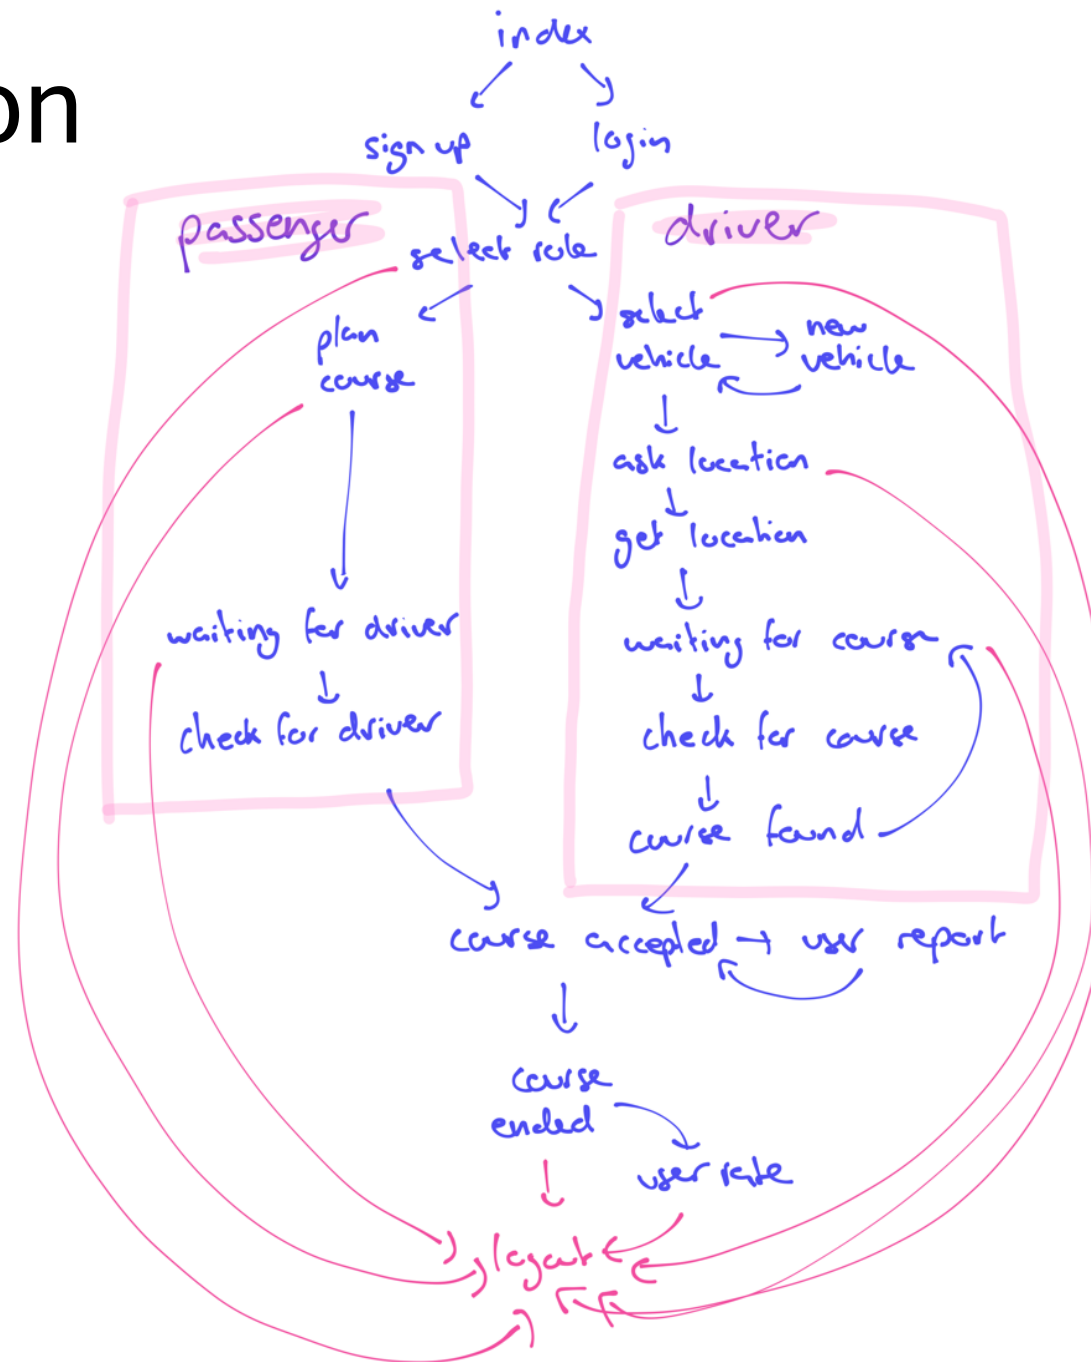 on
index
sign up
login
passenger
driver
select role
plan
course
select
vehicle
new
vehicle
ask location
get location
waiting for driver
waiting for course
check for driver
check for course
course found
course accepted
user report
course
ended
user rate
logout